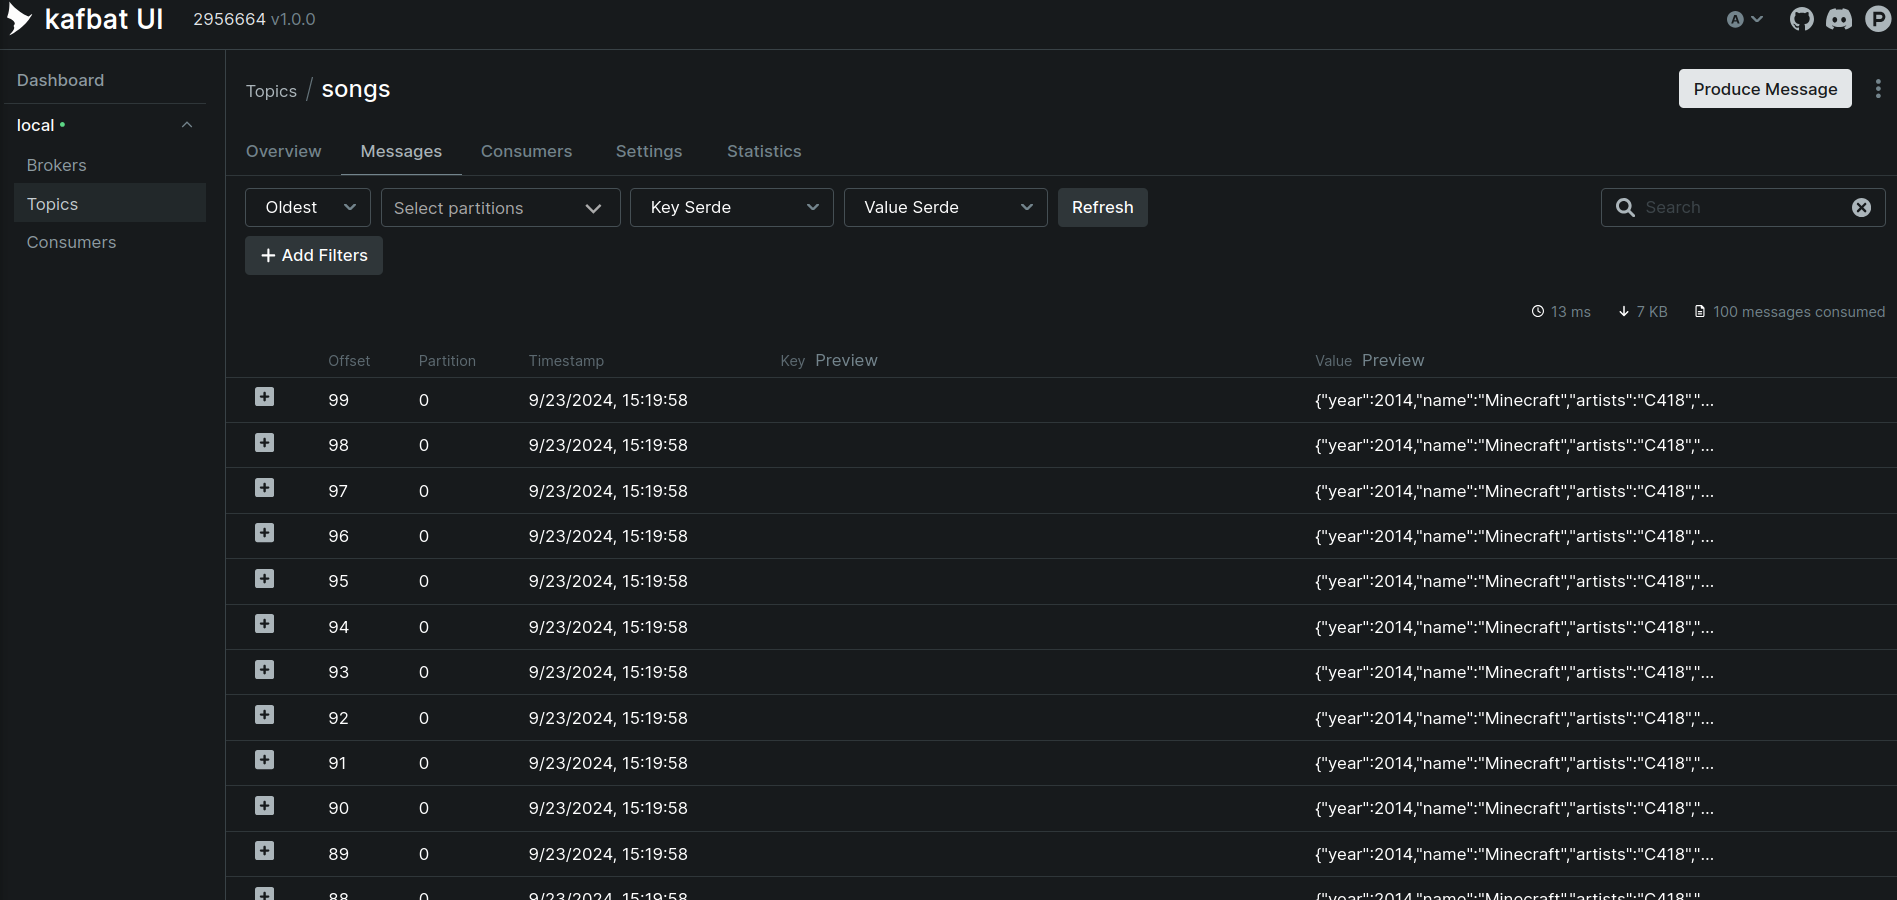 kafbat UI 2956664 v1.0.0 A P
Dashboard
local
Brokers
Topics
Consumers
Topics / songs Produce Message
Overview Messages Consumers Settings Statistics
Oldest Select partitions Key Serde Value Serde Refresh Search
Add Filters
13 ms 7 KB 100 messages consumed
Offset Partition Timestamp Key Preview Value Preview
99 0 9/23/2024, 15:19:58 {"year":2014,"name":"Minecraft","artists":"C418","...
98 0 9/23/2024, 15:19:58 {"year":2014,"name":"Minecraft","artists":"C418","...
97 0 9/23/2024, 15:19:58 {"year":2014,"name":"Minecraft","artists":"C418","...
96 0 9/23/2024, 15:19:58 {"year":2014,"name":"Minecraft","artists":"C418","...
95 0 9/23/2024, 15:19:58 {"year":2014,"name":"Minecraft","artists":"C418","...
94 0 9/23/2024, 15:19:58 {"year":2014,"name":"Minecraft","artists":"C418","...
93 0 9/23/2024, 15:19:58 {"year":2014,"name":"Minecraft","artists":"C418","...
92 0 9/23/2024, 15:19:58 {"year":2014,"name":"Minecraft","artists":"C418","...
91 0 9/23/2024, 15:19:58 {"year":2014,"name":"Minecraft","artists":"C418","...
90 0 9/23/2024, 15:19:58 {"year":2014,"name":"Minecraft","artists":"C418","...
89 0 9/23/2024, 15:19:58 {"year":2014,"name":"Minecraft","artists":"C418","...
88 0 9/23/2024, 15:19:58 {"year":2014,"name":"Minecraft","artists":"C418","...